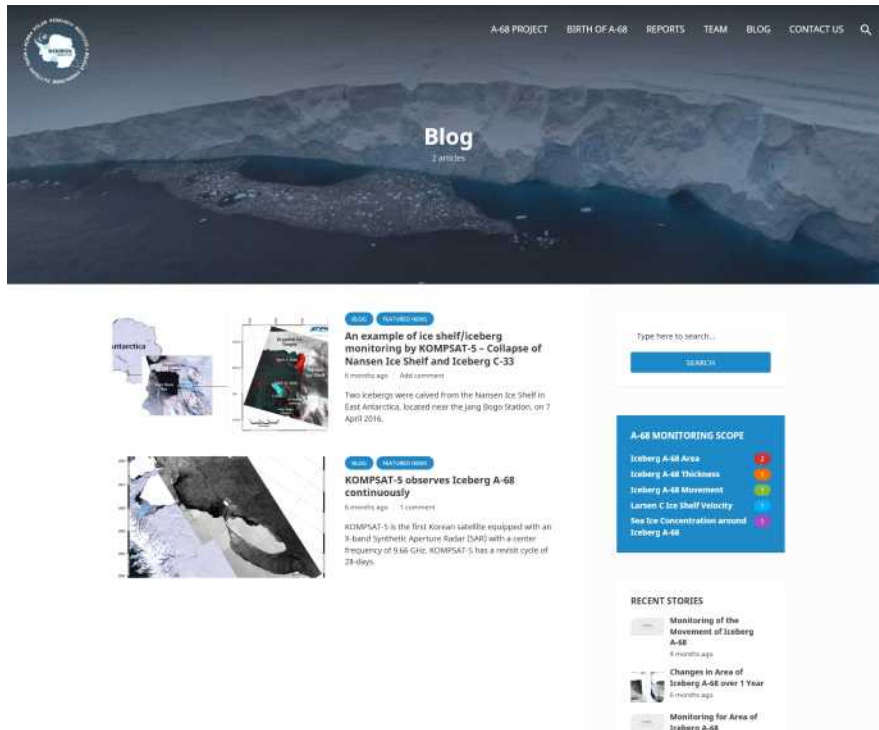 A-68 PROJECT BIRTH OF A-68 REPORTS TEAM BLOG CONTACT US
Blog
2 articles
BLOG FEATURED NEWS
An example of ice shelf/iceberg
monitoring by KOMPSAT-5 – Collapse of
Nansen Ice Shelf and Iceberg C-33
6 months ago Add comment
Two icebergs were calved from the Nansen Ice Shelf in
East Antarctica, located near the Jang Bogo Station, on 7
April 2016.
ntarctica
BLOG FEATURED NEWS
KOMPSAT-5 observes Iceberg A-68
continuously
6 months ago 1 comment
KOMPSAT-5 is the first Korean satellite equipped with an
X-band Synthetic Aperture Radar (SAR) with a center
frequency of 9.66 GHz. KOMPSAT-5 has a revisit cycle of
28-days.
Type here to search...
SEARCH
A-68 MONITORING SCOPE
Iceberg A-68 Area 2
Iceberg A-68 Thickness 1
Iceberg A-68 Movement 1
Larsen C Ice Shelf Velocity 1
Sea Ice Concentration around 1
Iceberg A-68
RECENT STORIES
Monitoring of the
Movement of Iceberg
A-68
6 months ago
Changes in Area of
Iceberg A-68 over 1 Year
6 months ago
Monitoring for Area of
Iceberg A-68